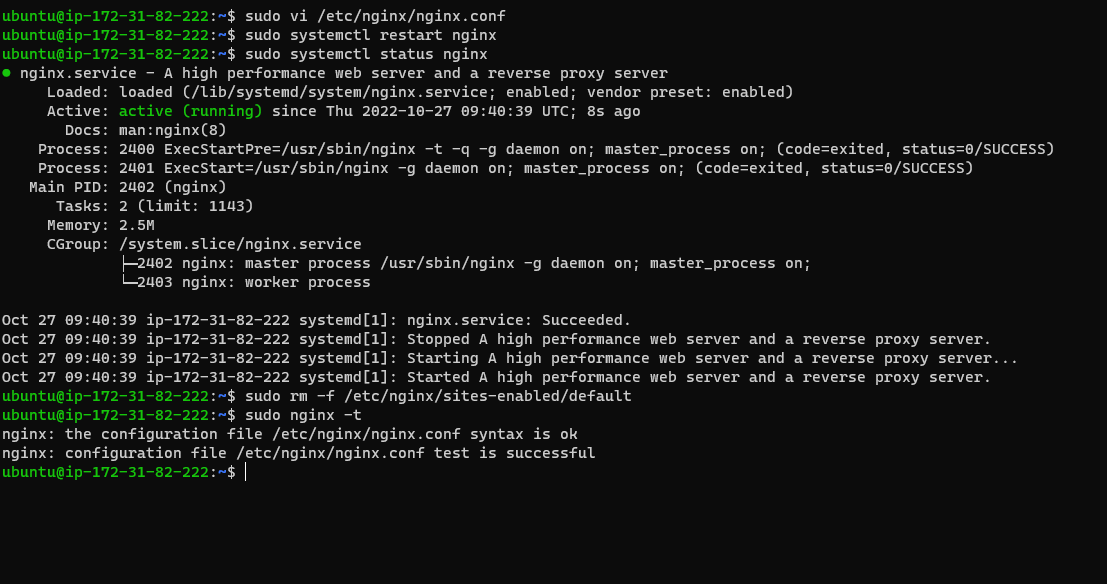 ubuntu@ip-172-31-82-222:~$ sudo vi /etc/nginx/nginx.conf
ubuntu@ip-172-31-82-222:~$ sudo systemctl restart nginx
ubuntu@ip-172-31-82-222:~$ sudo systemctl status nginx
● nginx.service - A high performance web server and a reverse proxy server
     Loaded: loaded (/lib/systemd/system/nginx.service; enabled; vendor preset: enabled)
     Active: active (running) since Thu 2022-10-27 09:40:39 UTC; 8s ago
       Docs: man:nginx(8)
    Process: 2400 ExecStartPre=/usr/sbin/nginx -t -q -g daemon on; master_process on; (code=exited, status=0/SUCCESS)
    Process: 2401 ExecStart=/usr/sbin/nginx -g daemon on; master_process on; (code=exited, status=0/SUCCESS)
   Main PID: 2402 (nginx)
      Tasks: 2 (limit: 1143)
     Memory: 2.5M
     CGroup: /system.slice/nginx.service
             ├─2402 nginx: master process /usr/sbin/nginx -g daemon on; master_process on;
             └─2403 nginx: worker process

Oct 27 09:40:39 ip-172-31-82-222 systemd[1]: nginx.service: Succeeded.
Oct 27 09:40:39 ip-172-31-82-222 systemd[1]: Stopped A high performance web server and a reverse proxy server.
Oct 27 09:40:39 ip-172-31-82-222 systemd[1]: Starting A high performance web server and a reverse proxy server...
Oct 27 09:40:39 ip-172-31-82-222 systemd[1]: Started A high performance web server and a reverse proxy server.
ubuntu@ip-172-31-82-222:~$ sudo rm -f /etc/nginx/sites-enabled/default
ubuntu@ip-172-31-82-222:~$ sudo nginx -t
nginx: the configuration file /etc/nginx/nginx.conf syntax is ok
nginx: configuration file /etc/nginx/nginx.conf test is successful
ubuntu@ip-172-31-82-222:~$